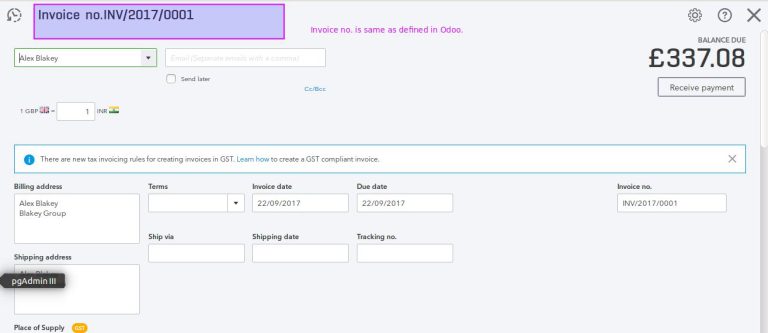 Invoice no.INV/2017/0001
Invoice no. is same as defined in Odoo.
BALANCE DUE
£337.08
Receive payment
Alex Blakey
Email (Separate emails with a comma)
Send later
Cc/Bcc
1 GBP = 1 INR
There are new tax invoicing rules for creating invoices in GST. Learn how to create a GST compliant invoice.
Billing address
Terms
Invoice date
Due date
Invoice no.
Alex Blakey
Blakey Group
22/09/2017
22/09/2017
INV/2017/0001
Ship via
Shipping date
Tracking no.
Shipping address
Alex Blakey
pgAdmin III
Place of Supply GST